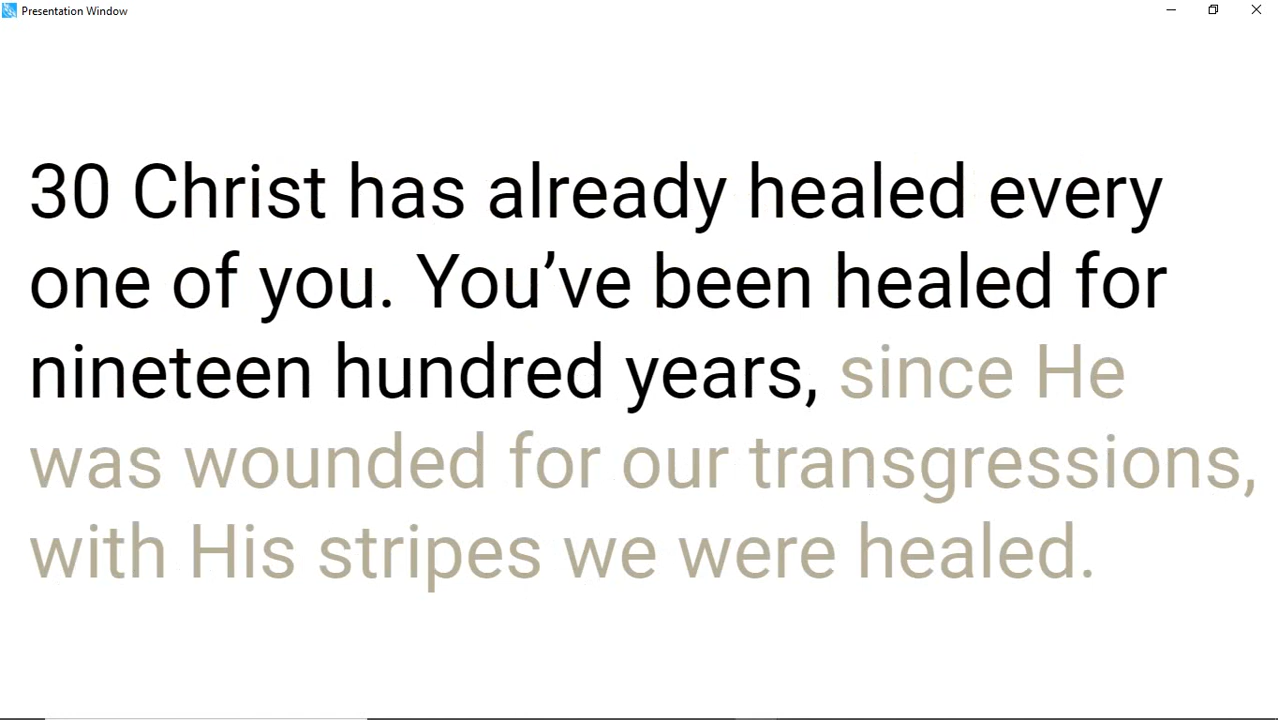 Presentation Window
30 Christ has already healed every
one of you. You’ve been healed for
nineteen hundred years, since He
was wounded for our transgressions,
with His stripes we were healed.